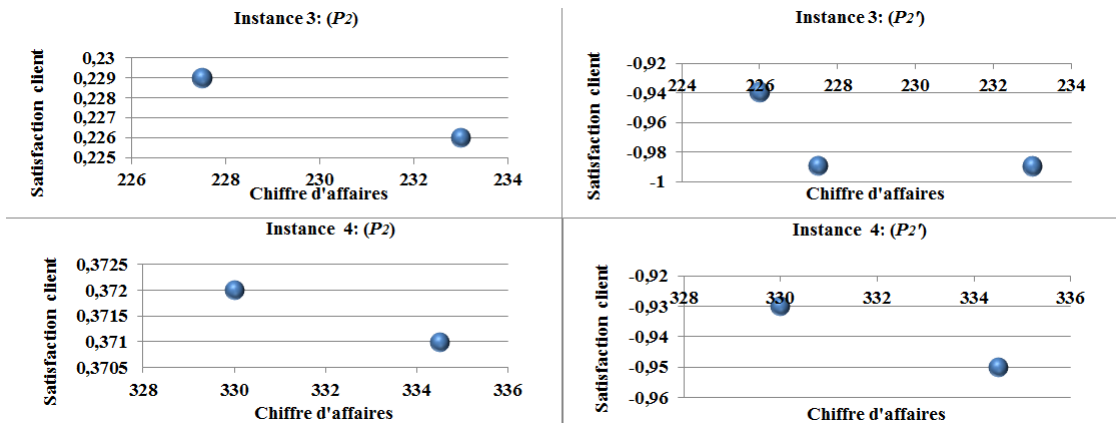 Instance 3: (P2)
Satisfaction client
0,23
0,229
0,228
0,227
0,226
0,225
226 228 230 232 234
Chiffre d'affaires
Instance 3: (P2')
Satisfaction client
-0,92
-0,94
-0,96
-0,98
-1
224 226 228 230 232 234
Chiffre d'affaires
Instance 4: (P2)
Satisfaction client
0,3725
0,372
0,3715
0,371
0,3705
328 330 332 334 336
Chiffre d'affaires
Instance 4: (P2')
Satisfaction client
-0,92
-0,93
-0,94
-0,95
-0,96
328 330 332 334 336
Chiffre d'affaires